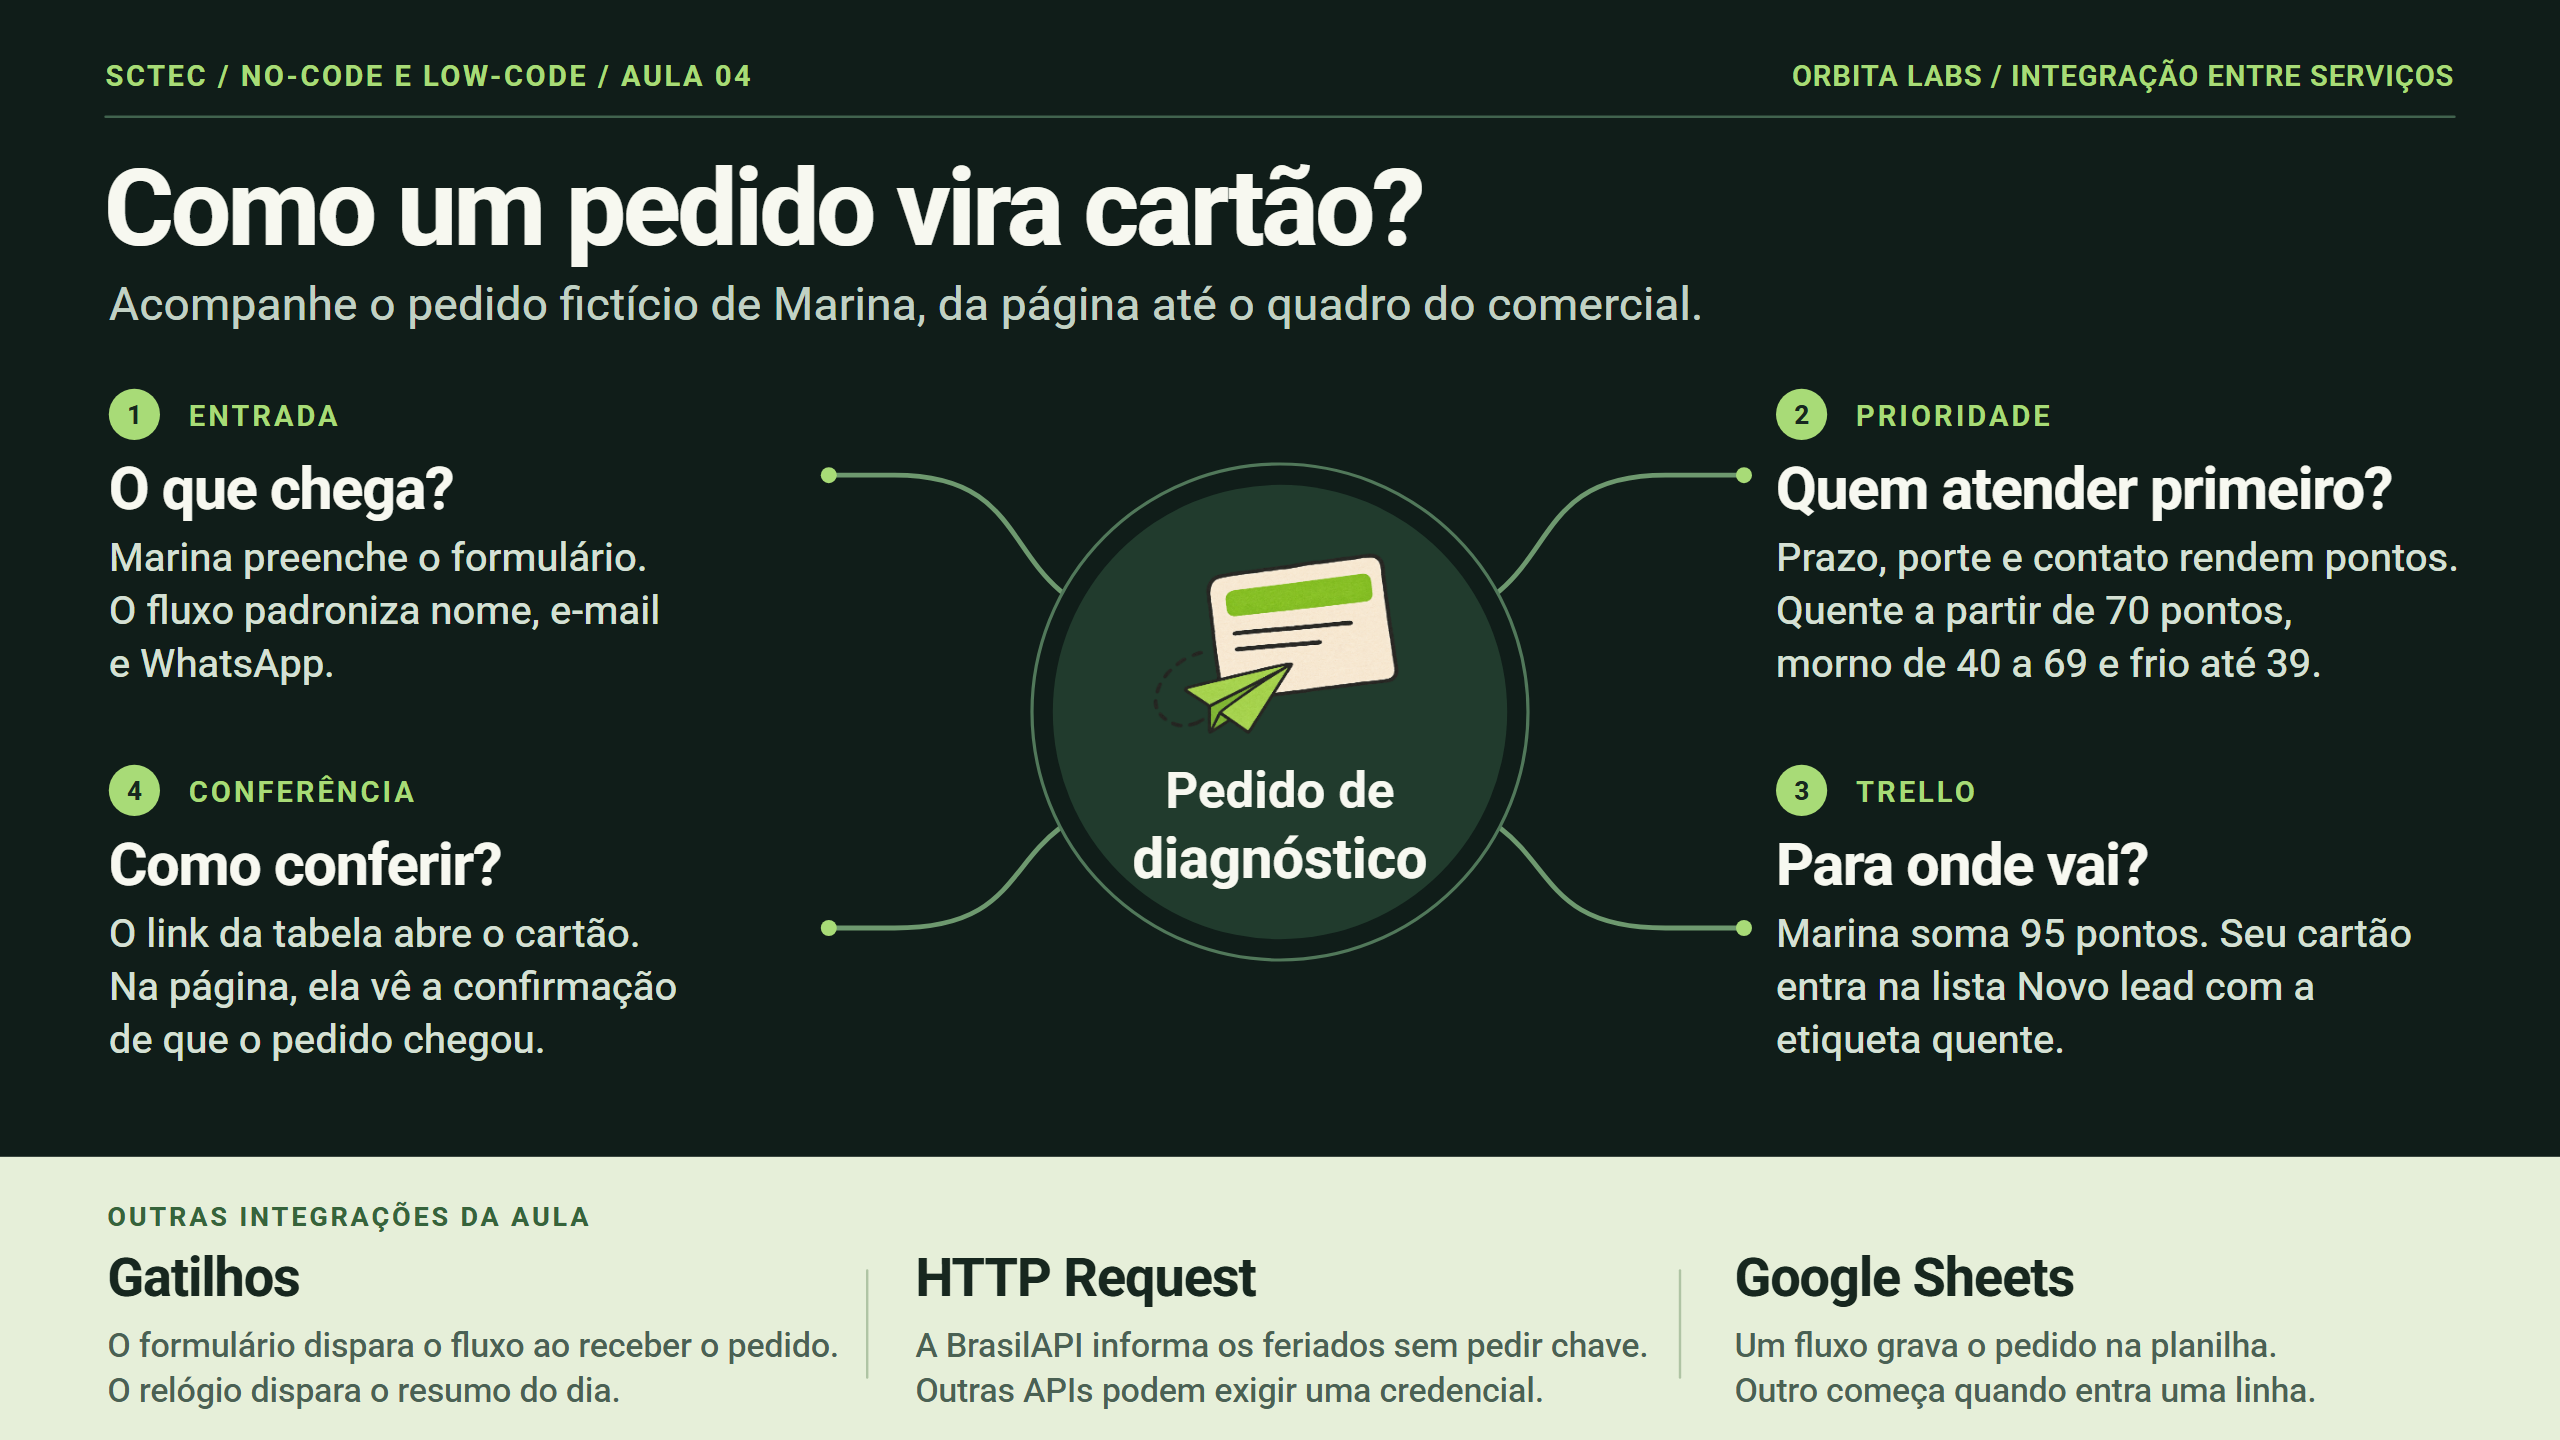 SCTEC / NO-CODE E LOW-CODE / AULA 04
ORBITA LABS / INTEGRAÇÃO ENTRE SERVIÇOS
Como um pedido vira cartão?
Acompanhe o pedido fictício de Marina, da página até o quadro do comercial.
1 ENTRADA
O que chega?
Marina preenche o formulário.
O fluxo padroniza nome, e-mail
e WhatsApp.
2 PRIORIDADE
Quem atender primeiro?
Prazo, porte e contato rendem pontos.
Quente a partir de 70 pontos,
morno de 40 a 69 e frio até 39.
Pedido de
diagnóstico
3 TRELLO
Para onde vai?
Marina soma 95 pontos. Seu cartão
entra na lista Novo lead com a
etiqueta quente.
4 CONFERÊNCIA
Como conferir?
O link da tabela abre o cartão.
Na página, ela vê a confirmação
de que o pedido chegou.
OUTRAS INTEGRAÇÕES DA AULA
Gatilhos
O formulário dispara o fluxo ao receber o pedido.
O relógio dispara o resumo do dia.
HTTP Request
A BrasilAPI informa os feriados sem pedir chave.
Outras APIs podem exigir uma credencial.
Google Sheets
Um fluxo grava o pedido na planilha.
Outro começa quando entra uma linha.